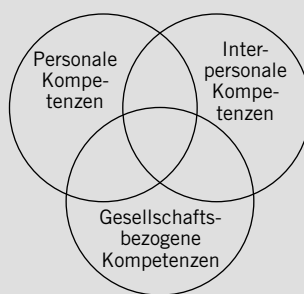 Personale
Kompe-
tenzen
Inter-
personale
Kompe-
tenzen
Gesellschafts-
bezogene
Kompetenzen